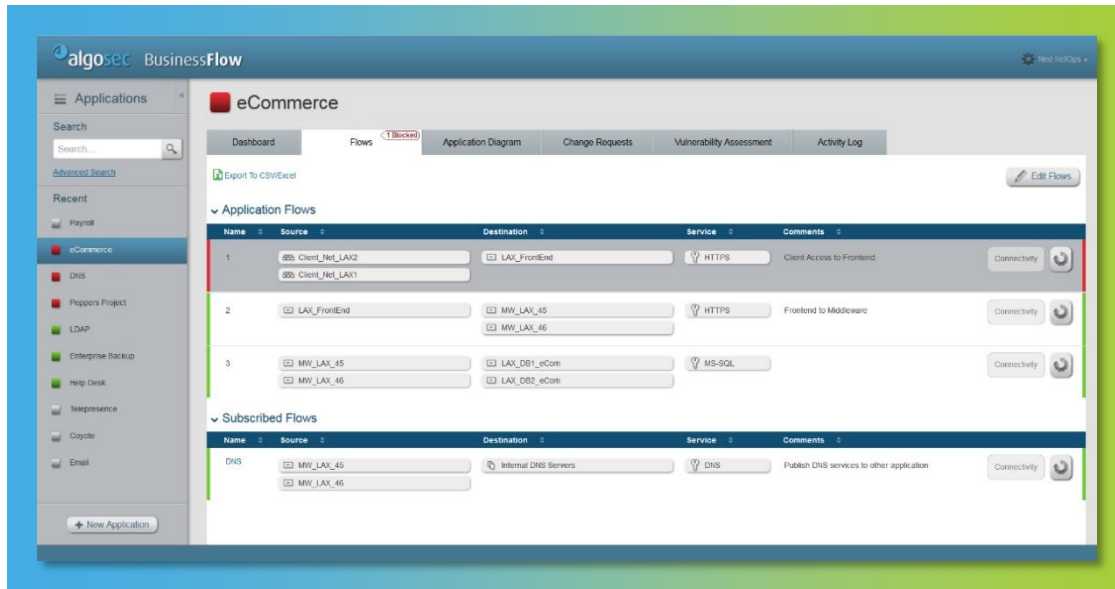 algosec BusinessFlow
Ned NetOps
Applications
Search
Search...
Advanced Search
Recent
Payroll
eCommerce
DNS
Peppers Project
LDAP
Enterprise Backup
Help Desk
Telepresence
Coyote
Email
+ New Application
eCommerce
Dashboard Flows 1 Blocked Application Diagram Change Requests Vulnerability Assessment Activity Log
Export To CSV/Excel Edit Flows
Application Flows
Name Source Destination Service Comments
1 Client_Net_LAX2 LAX_FrontEnd HTTPS Client Access to Frontend. Connectivity
Client_Net_LAX1
2 LAX_FrontEnd MW_LAX_45 HTTPS Frontend to Middleware Connectivity
MW_LAX_46
3 MW_LAX_45 LAX_DB1_eCom MS-SQL Connectivity
MW_LAX_46 LAX_DB2_eCom
Subscribed Flows
Name Source Destination Service Comments
DNS MW_LAX_45 Internal DNS Servers DNS Publish DNS services to other application Connectivity
MW_LAX_46